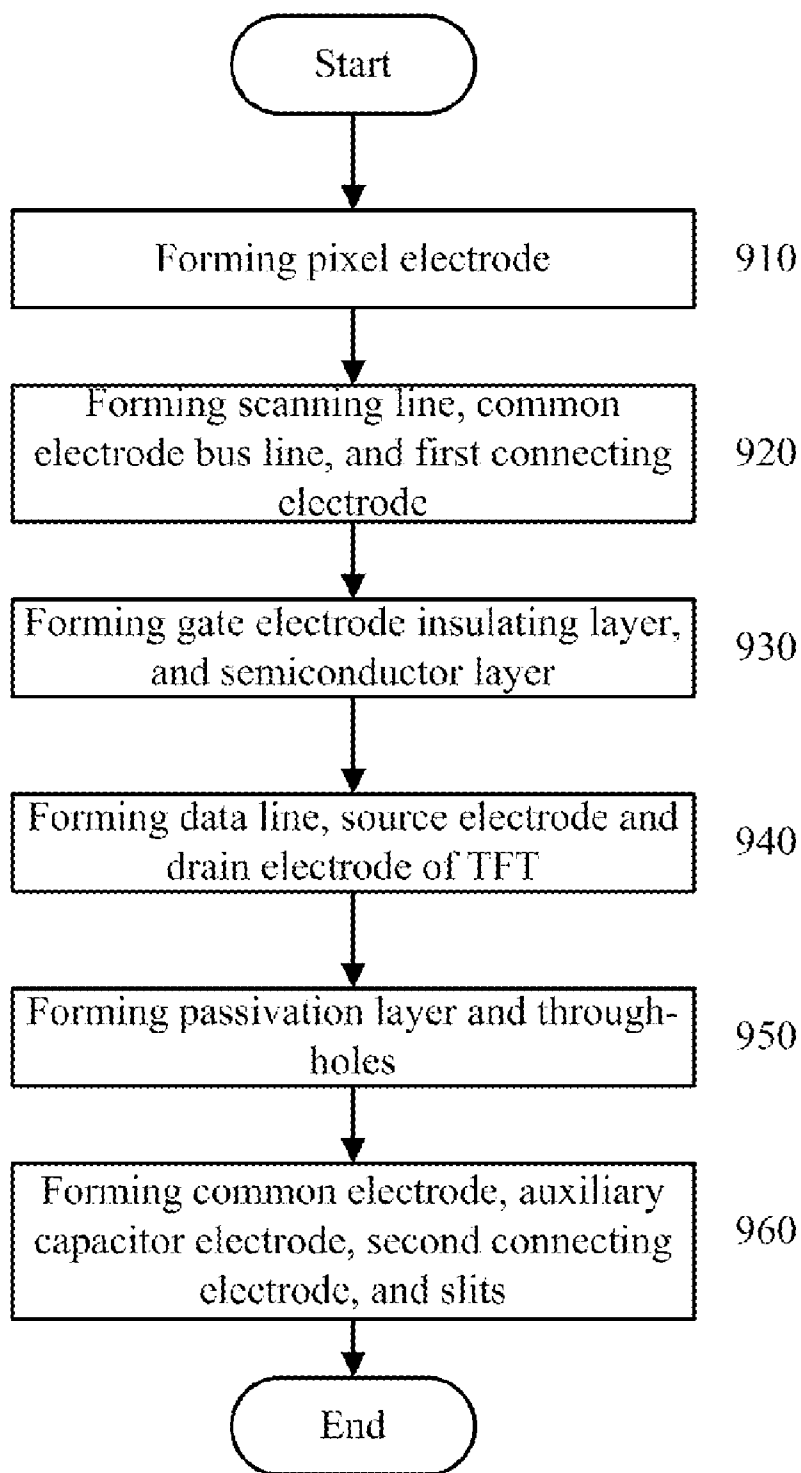 Start
Forming pixel electrode
910
Forming scanning line, common
electrode bus line, and first connecting
electrode
920
Forming gate electrode insulating layer,
and semiconductor layer
930
Forming data line, source electrode and
drain electrode of TFT
940
Forming passivation layer and through-
holes
950
Forming common electrode, auxiliary
capacitor electrode, second connecting
electrode, and slits
960
End